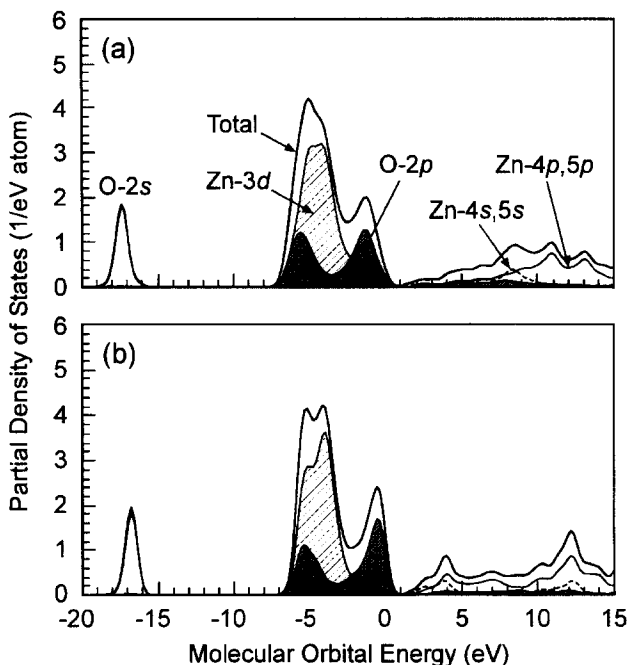 Partial Density of States (1/eV atom)
6
5
4
3
2
1
0
(a)
O-2s
Total
Zn-3d
O-2p
Zn-4s,5s
Zn-4p,5p
6
5
4
3
2
1
0
(b)
-20 -15 -10 -5 0 5 10 15
Molecular Orbital Energy (eV)